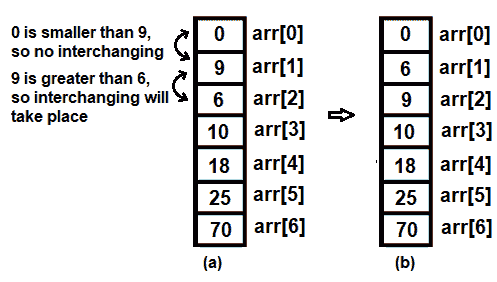 0 is smaller than 9,
so no interchanging
9 is greater than 6,
so interchanging will
take place
0 arr[0]
9 arr[1]
6 arr[2]
10 arr[3]
18 arr[4]
25 arr[5]
70 arr[6]
(a)
0 arr[0]
6 arr[1]
9 arr[2]
10 arr[3]
18 arr[4]
25 arr[5]
70 arr[6]
(b)